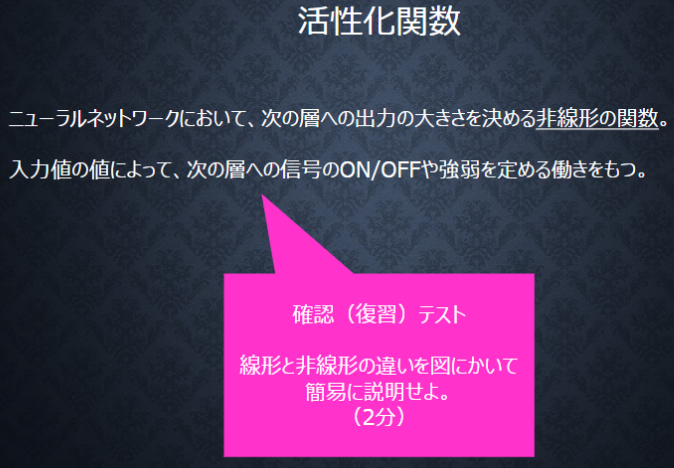 活性化関数
ニューラルネットワークにおいて、次の層への出力の大きさを決める非線形の関数。
入力値の値によって、次の層への信号のON/OFFや強弱を定める働きをもつ。
確認（復習）テスト
線形と非線形の違いを図にかいて
簡易に説明せよ。
（2分）